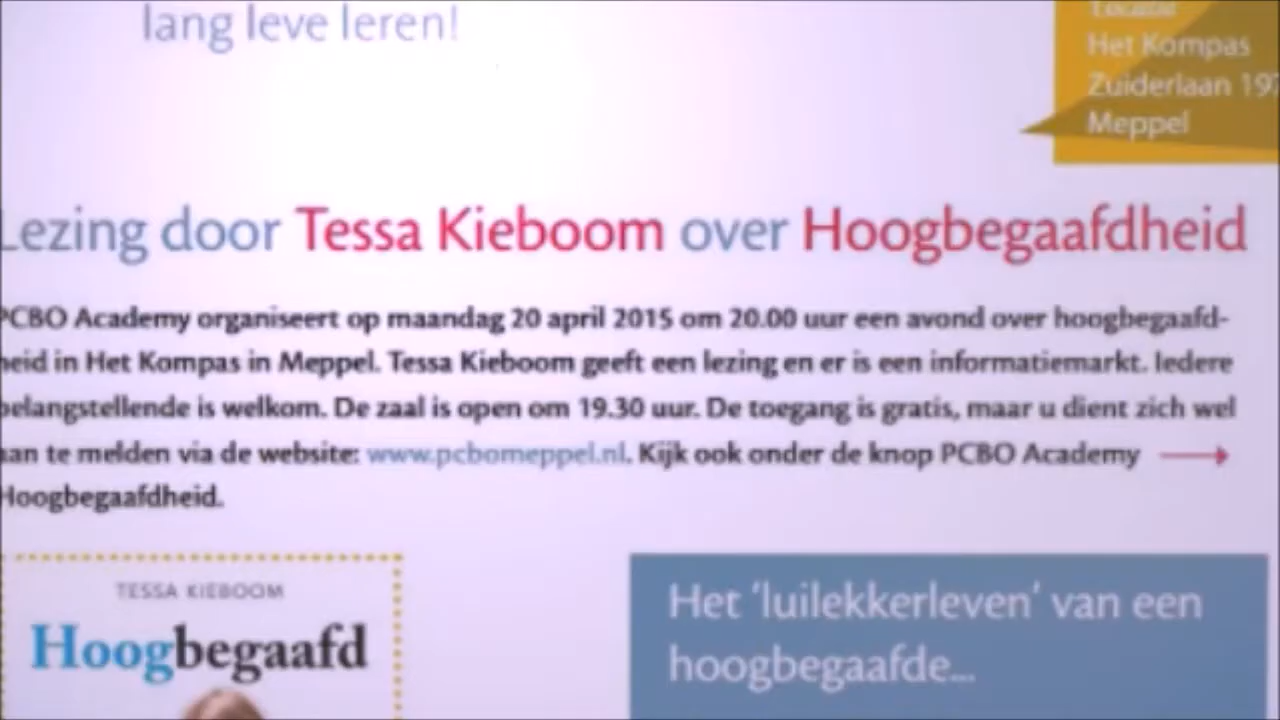 lang leve leren!
Locatie
Het Kompas
Zuiderlaan 197
Meppel
Lezing door Tessa Kieboom over Hoogbegaafdheid
PCBO Academy organiseert op maandag 20 april 2015 om 20.00 uur een avond over hoogbegaafd-
heid in Het Kompas in Meppel. Tessa Kieboom geeft een lezing en er is een informatiemarkt. Iedere
belangstellende is welkom. De zaal is open om 19.30 uur. De toegang is gratis, maar u dient zich wel
aan te melden via de website: www.pcbomeppel.nl. Kijk ook onder de knop PCBO Academy →
Hoogbegaafdheid.
TESSA KIEBOOM
Hoogbegaafd
Het 'luilekkerleven' van een
hoogbegaafde...